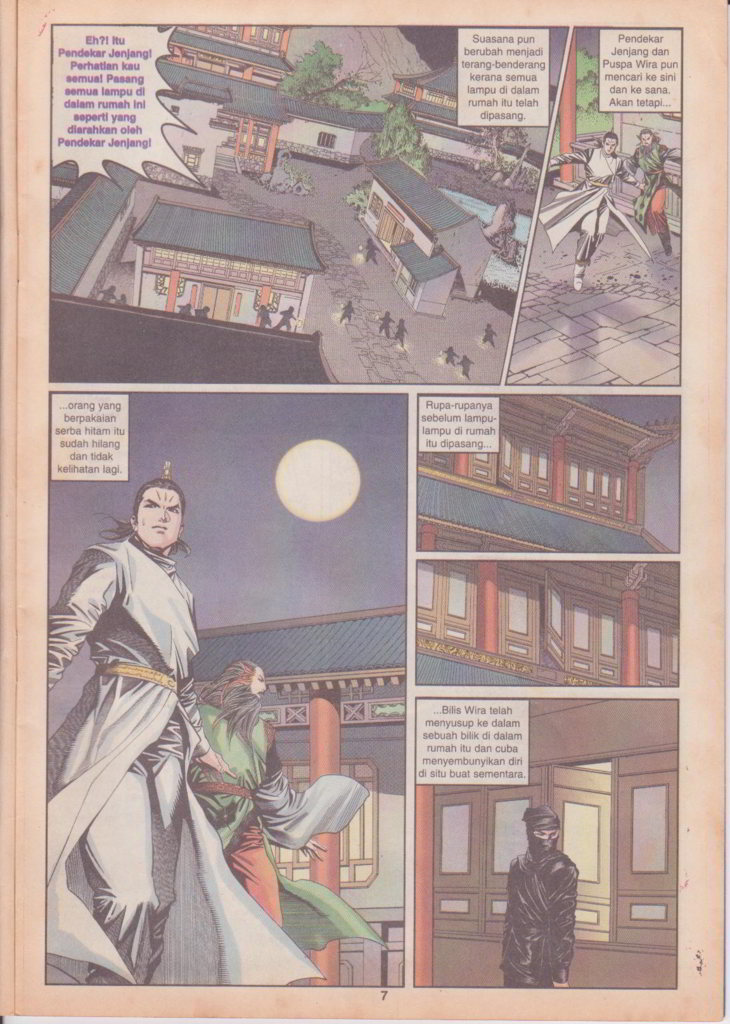 Eh?! Itu
Pendekar Jenjang!
Perhatian kau
semua! Pasang
semua lampu di
dalam rumah ini
seperti yang
diarahkan oleh
Pendekar Jenjang!
Suasana pun
berubah menjadi
terang-benderang
kerana semua
lampu di dalam
rumah itu telah
dipasang.
Pendekar
Jenjang dan
Puspa Wira pun
mencari ke sini
dan ke sana.
Akan tetapi...
...orang yang
berpakaian
serba hitam itu
sudah hilang
dan tidak
kelihatan lagi.
Rupa-rupanya
sebelum lampu-
lampu di rumah
itu dipasang...
...Bilis Wira telah
menyusup ke dalam
sebuah bilik di dalam
rumah itu dan cuba
menyembunyikan diri
di situ buat sementara.
7